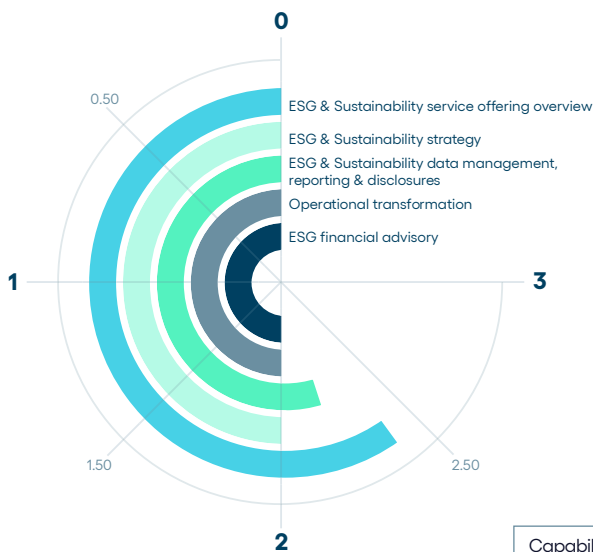 0
0.50
ESG & Sustainability service offering overview
ESG & Sustainability strategy
ESG & Sustainability data management,
reporting & disclosures
Operational transformation
ESG financial advisory
1
3
1.50
2.50
2
Capabil